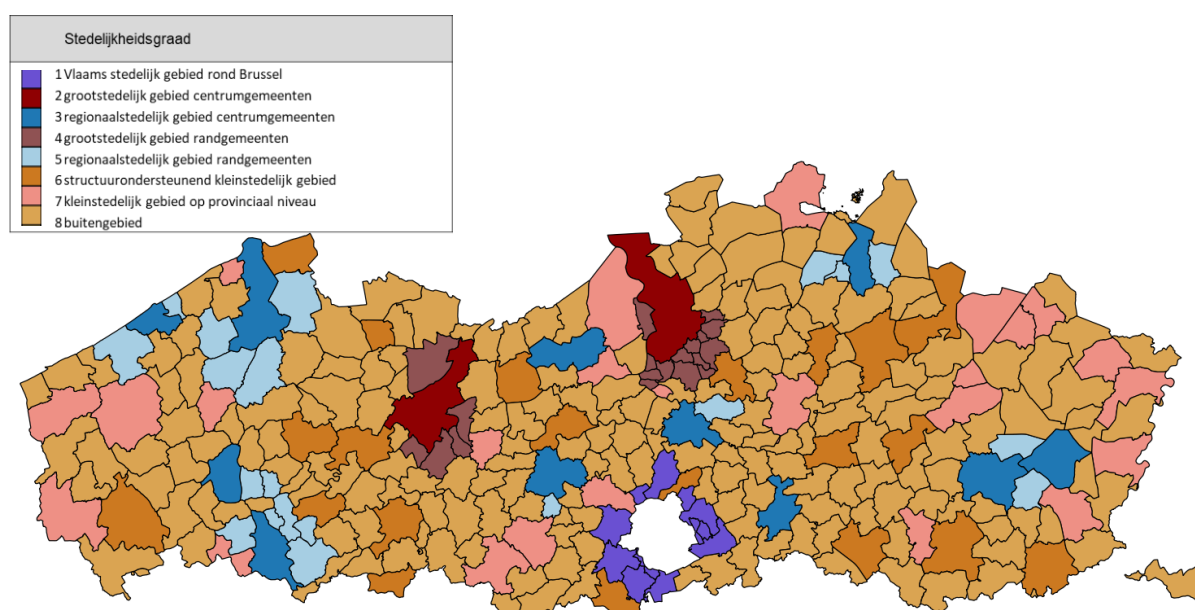 Stedelijkheidsgraad
1 Vlaams stedelijk gebied rond Brussel
2 grootstedelijk gebied centrumgemeenten
3 regionaalstedelijk gebied centrumgemeenten
4 grootstedelijk gebied randgemeenten
5 regionaalstedelijk gebied randgemeenten
6 structuurondersteunend kleinstedelijk gebied
7 kleinstedelijk gebied op provinciaal niveau
8 buitengebied